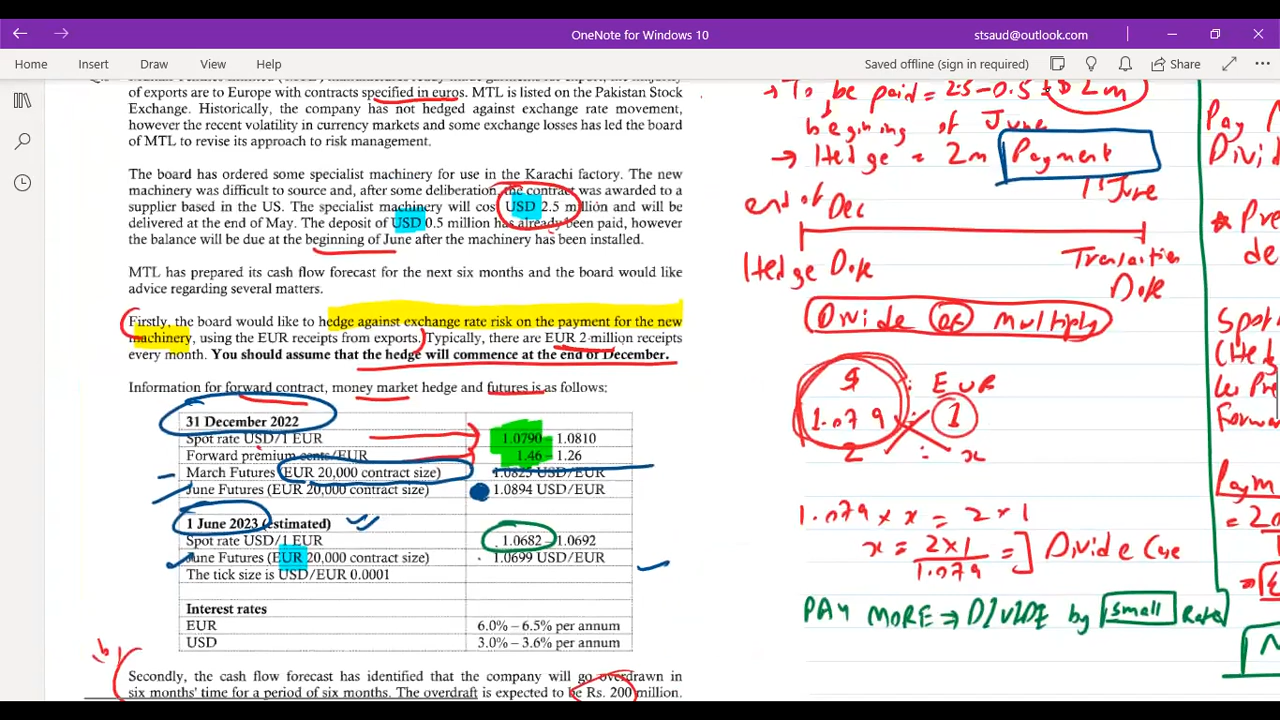 OneNote for Windows 10
stsaud@outlook.com
Home Insert Draw View Help
Saved offline (sign in required)
Share
of exports are to Europe with contracts specified in euros. MTL is listed on the Pakistan Stock
Exchange. Historically, the company has not hedged against exchange rate movement,
however the recent volatility in currency markets and some exchange losses has led the board
of MTL to revise its approach to risk management.
The board has ordered some specialist machinery for use in the Karachi factory. The new
machinery was difficult to source and, after some deliberation, the contract was awarded to a
supplier based in the US. The specialist machinery will cost USD 2.5 million and will be
delivered at the end of May. The deposit of USD 0.5 million has already been paid, however
the balance will be due at the beginning of June after the machinery has been installed.
MTL has prepared its cash flow forecast for the next six months and the board would like
advice regarding several matters.
Firstly, the board would like to hedge against exchange rate risk on the payment for the new
machinery, using the EUR receipts from exports. Typically, there are EUR 2 million receipts
every month. You should assume that the hedge will commence at the end of December.
Information for forward contract, money market hedge and futures is as follows:
31 December 2022
Spot rate USD/1 EUR 1.0790 – 1.0810
Forward premium cents/EUR 1.46 – 1.26
March Futures (EUR 20,000 contract size) 1.0825 USD/EUR
June Futures (EUR 20,000 contract size) 1.0894 USD/EUR
1 June 2023 (estimated)
Spot rate USD/1 EUR 1.0682 – 1.0692
June Futures (EUR 20,000 contract size) 1.0699 USD/EUR
The tick size is USD/EUR 0.0001
Interest rates
EUR 6.0% – 6.5% per annum
USD 3.0% – 3.6% per annum
b)
Secondly, the cash flow forecast has identified that the company will go overdrawn in
six months' time for a period of six months. The overdraft is expected to be Rs. 200 million.
→ To be paid = 2.5 – 0.5 = $ 2m
begining of June
→ Hedge = 2m Payment
1 June
end of Dec
Hedge Date
Transaction Date
Divide or multiply
$ : EUR
1.079 : 1
2 : x
1.079 × x = 2 × 1
x = 2×1 / 1.079 = ] Divide Case
PAY MORE → DIVIDE by small Rate
Pay
Divid
* Pre
de
Spot
(Hed
Forwa
Paym